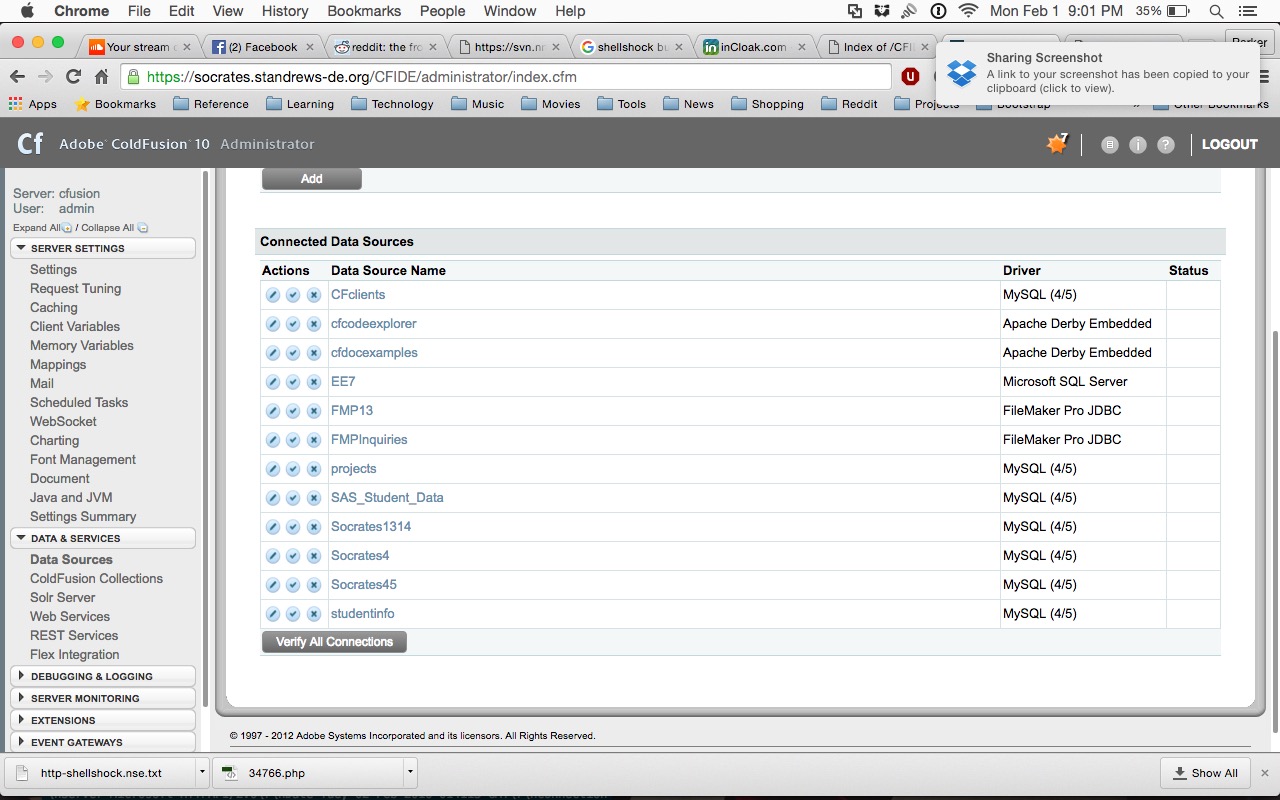 Chrome File Edit View History Bookmarks People Window Help Mon Feb 1 9:01 PM 35%
Your stream (2) Facebook reddit: the fro https://svn.nm shellshock bu inCloak.com Index of /CFI
Sharing Screenshot
A link to your screenshot has been copied to your
clipboard (click to view).
https://socrates.standrews-de.org/CFIDE/administrator/index.cfm
Apps Bookmarks Reference Learning Technology Music Movies Tools News Shopping Reddit Projects Bootstrap » Other Bookmarks
Cf Adobe ColdFusion 10 Administrator 7 LOGOUT
Server: cfusion
User: admin
Expand All / Collapse All
SERVER SETTINGS
Settings
Request Tuning
Caching
Client Variables
Memory Variables
Mappings
Mail
Scheduled Tasks
WebSocket
Charting
Font Management
Document
Java and JVM
Settings Summary
DATA & SERVICES
Data Sources
ColdFusion Collections
Solr Server
Web Services
REST Services
Flex Integration
DEBUGGING & LOGGING
SERVER MONITORING
EXTENSIONS
EVENT GATEWAYS
Add
Connected Data Sources
Actions Data Source Name Driver Status
CFclients MySQL (4/5)
cfcodeexplorer Apache Derby Embedded
cfdocexamples Apache Derby Embedded
EE7 Microsoft SQL Server
FMP13 FileMaker Pro JDBC
FMPInquiries FileMaker Pro JDBC
projects MySQL (4/5)
SAS_Student_Data MySQL (4/5)
Socrates1314 MySQL (4/5)
Socrates4 MySQL (4/5)
Socrates45 MySQL (4/5)
studentinfo MySQL (4/5)
Verify All Connections
© 1997 - 2012 Adobe Systems Incorporated and its licensors. All Rights Reserved.
http-shellshock.nse.txt 34766.php Show All